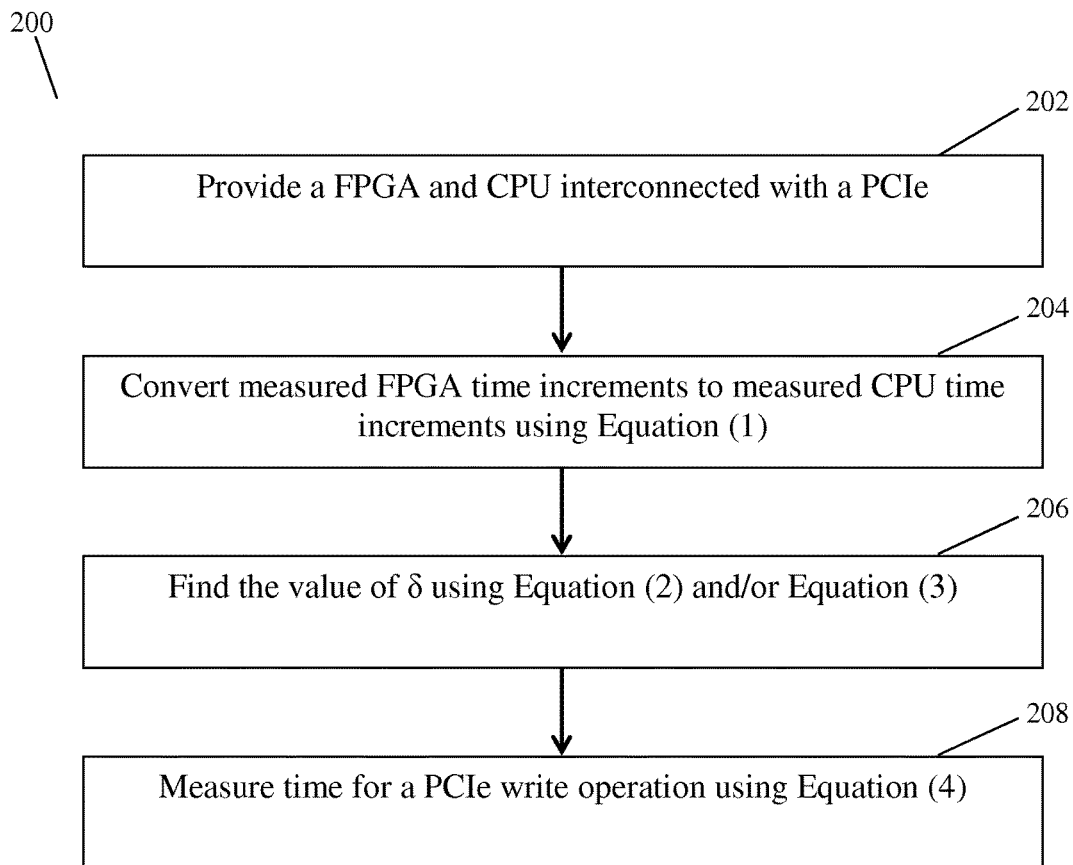 200
202
Provide a FPGA and CPU interconnected with a PCIe
204
Convert measured FPGA time increments to measured CPU time
increments using Equation (1)
206
Find the value of δ using Equation (2) and/or Equation (3)
208
Measure time for a PCIe write operation using Equation (4)